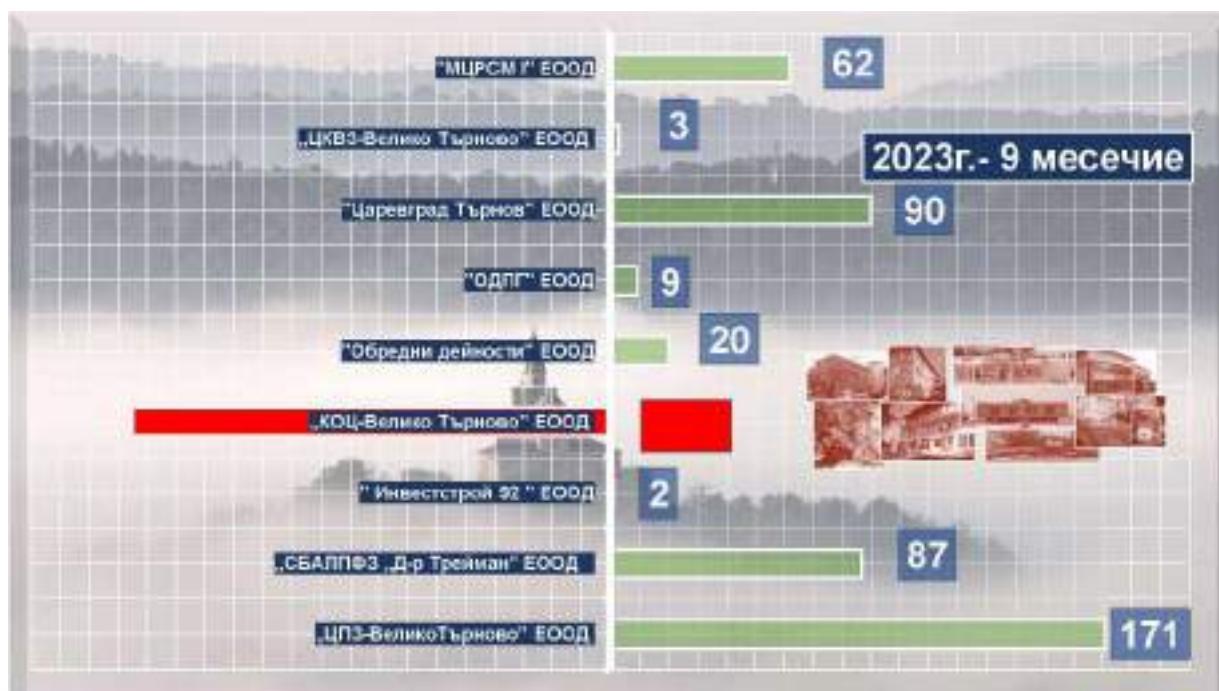 "МЦРСМ I" ЕООД
62
„ЦКВЗ-Велико Търново" ЕООД
3
2023г.- 9 месечие
"Царевград Търнов" ЕООД
90
"ОДПГ" ЕООД
9
"Обредни дейности" ЕООД
20
„КОЦ-Велико Търново" ЕООД
" Инвестстрой 92 " ЕООД
2
„СБАЛПФЗ „Д-р Трейман" ЕООД
87
„ЦПЗ-ВеликоТърново" ЕООД
171